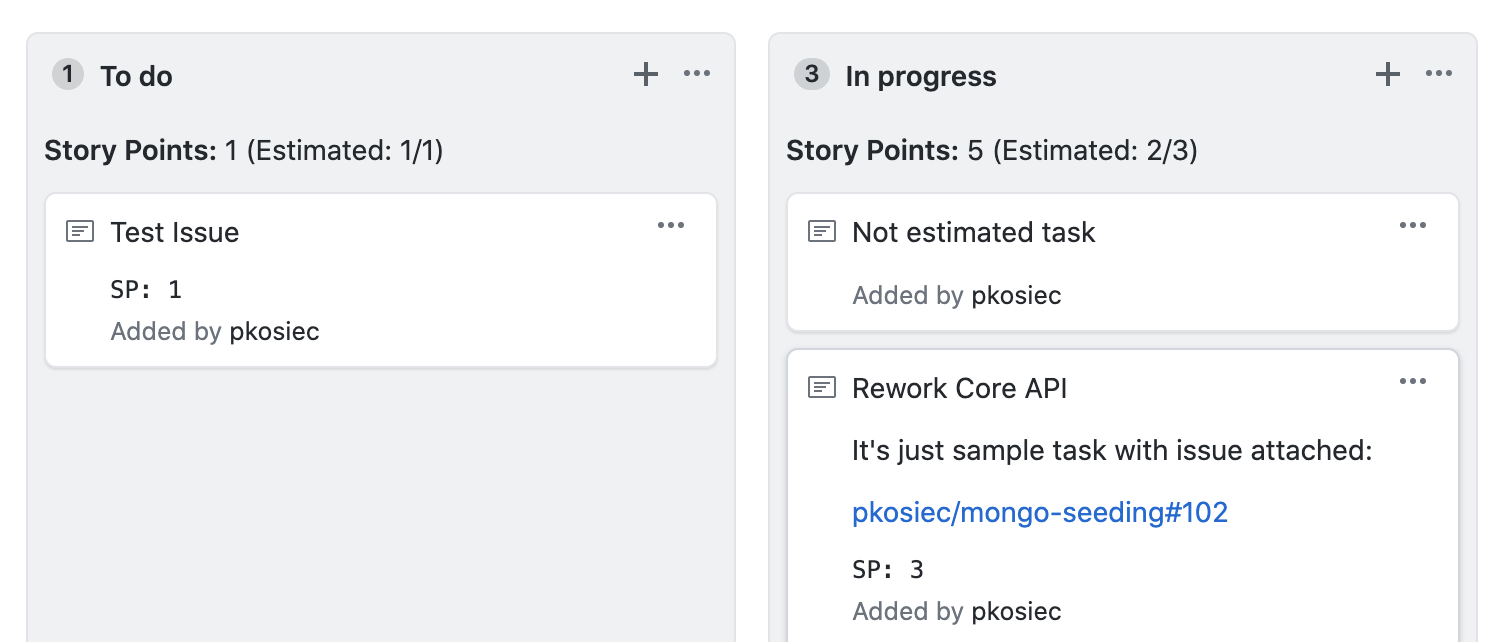 1 To do
Story Points: 1 (Estimated: 1/1)
Test Issue
SP: 1
Added by pkosiec
3 In progress
Story Points: 5 (Estimated: 2/3)
Not estimated task
Added by pkosiec
Rework Core API
It's just sample task with issue attached:
pkosiec/mongo-seeding#102
SP: 3
Added by pkosiec